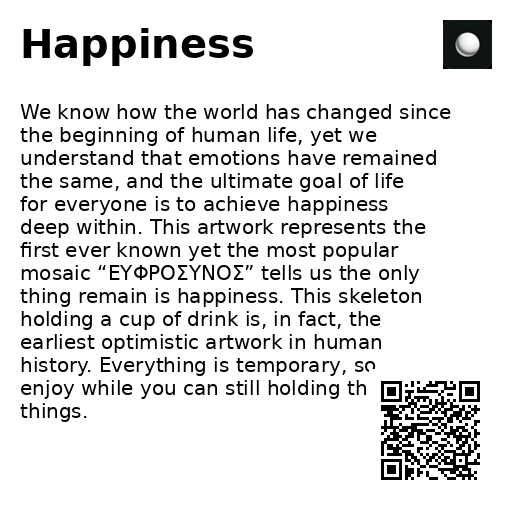 Happiness
We know how the world has changed since
the beginning of human life, yet we
understand that emotions have remained
the same, and the ultimate goal of life
for everyone is to achieve happiness
deep within. This artwork represents the
first ever known yet the most popular
mosaic “ΕΥΦΡΟΣΥΝΟΣ” tells us the only
thing remain is happiness. This skeleton
holding a cup of drink is, in fact, the
earliest optimistic artwork in human
history. Everything is temporary, so
enjoy while you can still holding
things.